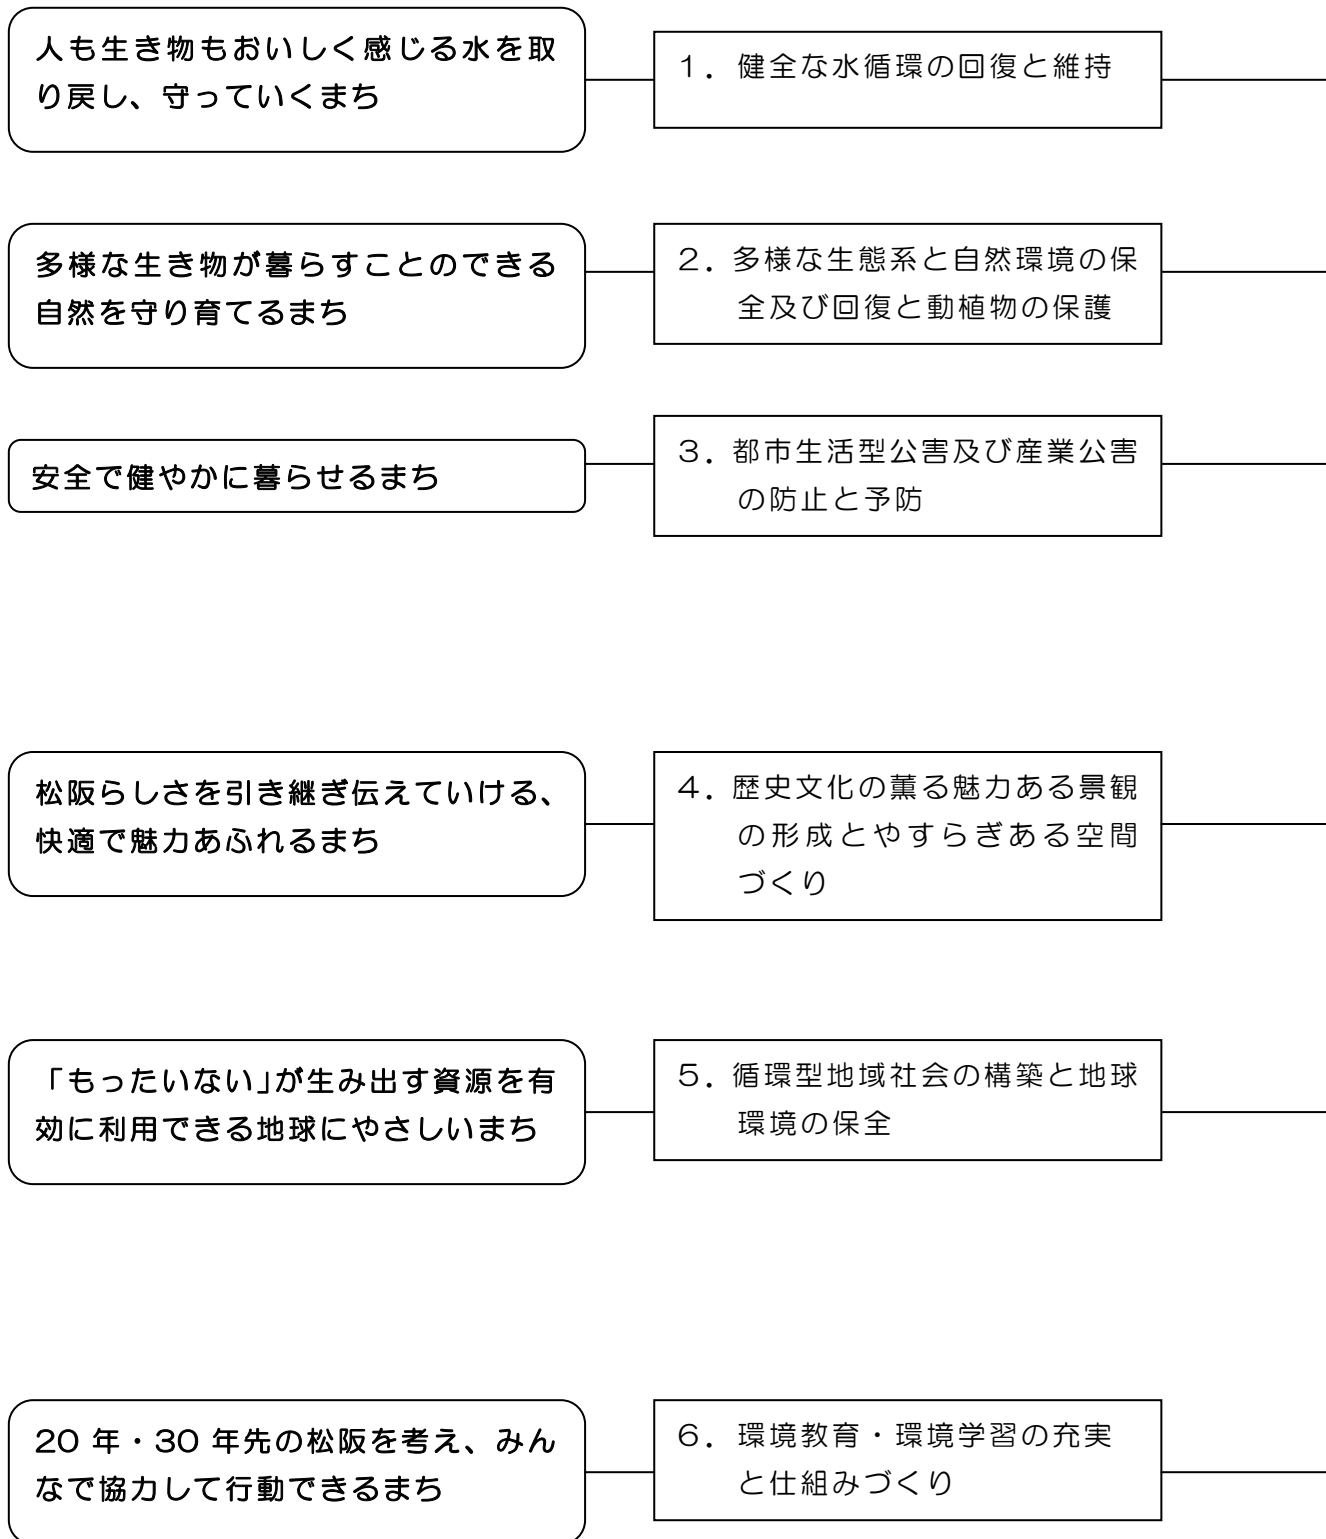 人も生き物もおいしく感じる水を取
り戻し、守っていくまち
1．健全な水循環の回復と維持
多様な生き物が暮らすことのできる
自然を守り育てるまち
2．多様な生態系と自然環境の保
全及び回復と動植物の保護
安全で健やかに暮らせるまち
3．都市生活型公害及び産業公害
の防止と予防
松阪らしさを引き継ぎ伝えていける、
快適で魅力あふれるまち
4．歴史文化の薫る魅力ある景観
の形成とやすらぎある空間
づくり
「もったいない」が生み出す資源を有
効に利用できる地球にやさしいまち
5．循環型地域社会の構築と地球
環境の保全
20 年・30 年先の松阪を考え、みん
なで協力して行動できるまち
6．環境教育・環境学習の充実
と仕組みづくり